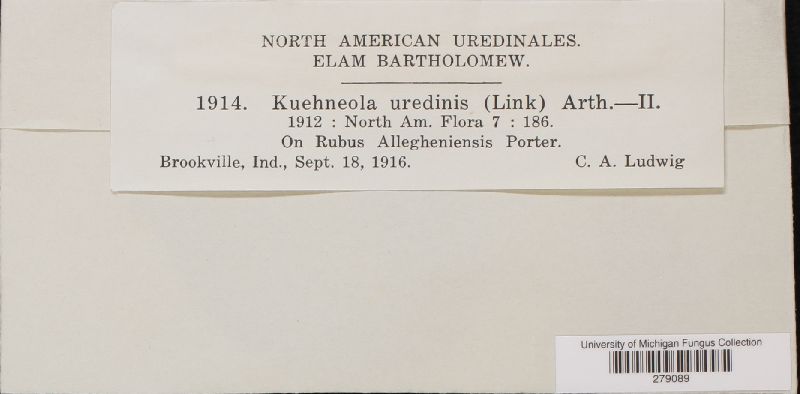 NORTH AMERICAN UREDINALES.
ELAM BARTHOLOMEW.
1914. Kuehneola uredinis (Link) Arth.—II.
1912 : North Am. Flora 7 : 186.
On Rubus Allegheniensis Porter.
Brookville, Ind., Sept. 18, 1916. C. A. Ludwig
University of Michigan Fungus Collection
279089